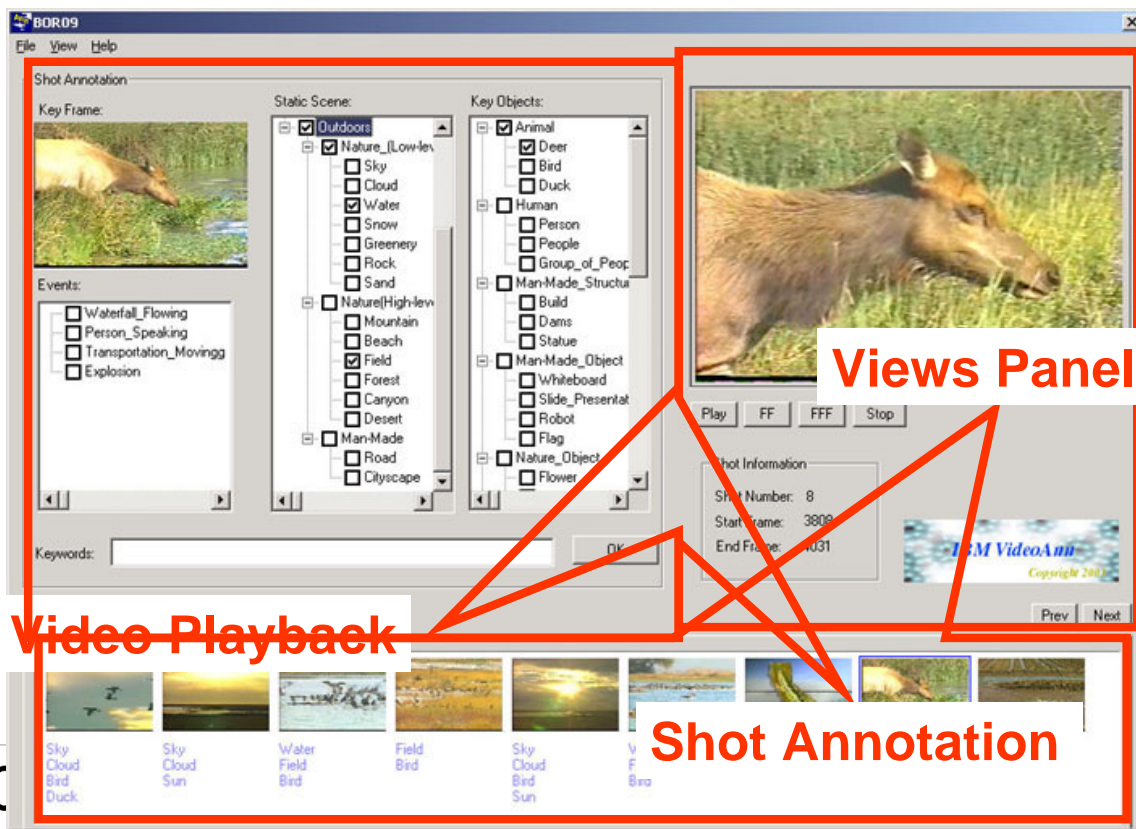 BOR09
File View Help
Shot Annotation
Key Frame:
Static Scene:
Key Objects:
Outdoors
Nature_(Low-lev
Sky
Cloud
Water
Snow
Greenery
Rock
Sand
Nature(High-leve
Mountain
Beach
Field
Forest
Canyon
Desert
Man-Made
Road
Cityscape
Animal
Deer
Bird
Duck
Human
Person
People
Group_of_Peop
Man-Made_Structu
Build
Dams
Statue
Man-Made_Object
Whiteboard
Slide_Presentat
Robot
Flag
Nature_Object
Flower
Events:
Waterfall_Flowing
Person_Speaking
Transportation_Movingg
Explosion
Keywords:
OK
Views Panel
Play FF FFF Stop
Shot Information
Shot Number: 8
Start Frame: 3808
End Frame: 4031
IBM VideoAnn
Copyright
Prev Next
Video Playback
Shot Annotation
Sky
Cloud
Bird
Duck
Sky
Cloud
Sun
Water
Field
Bird
Field
Bird
Sky
Cloud
Bird
Sun
Bird